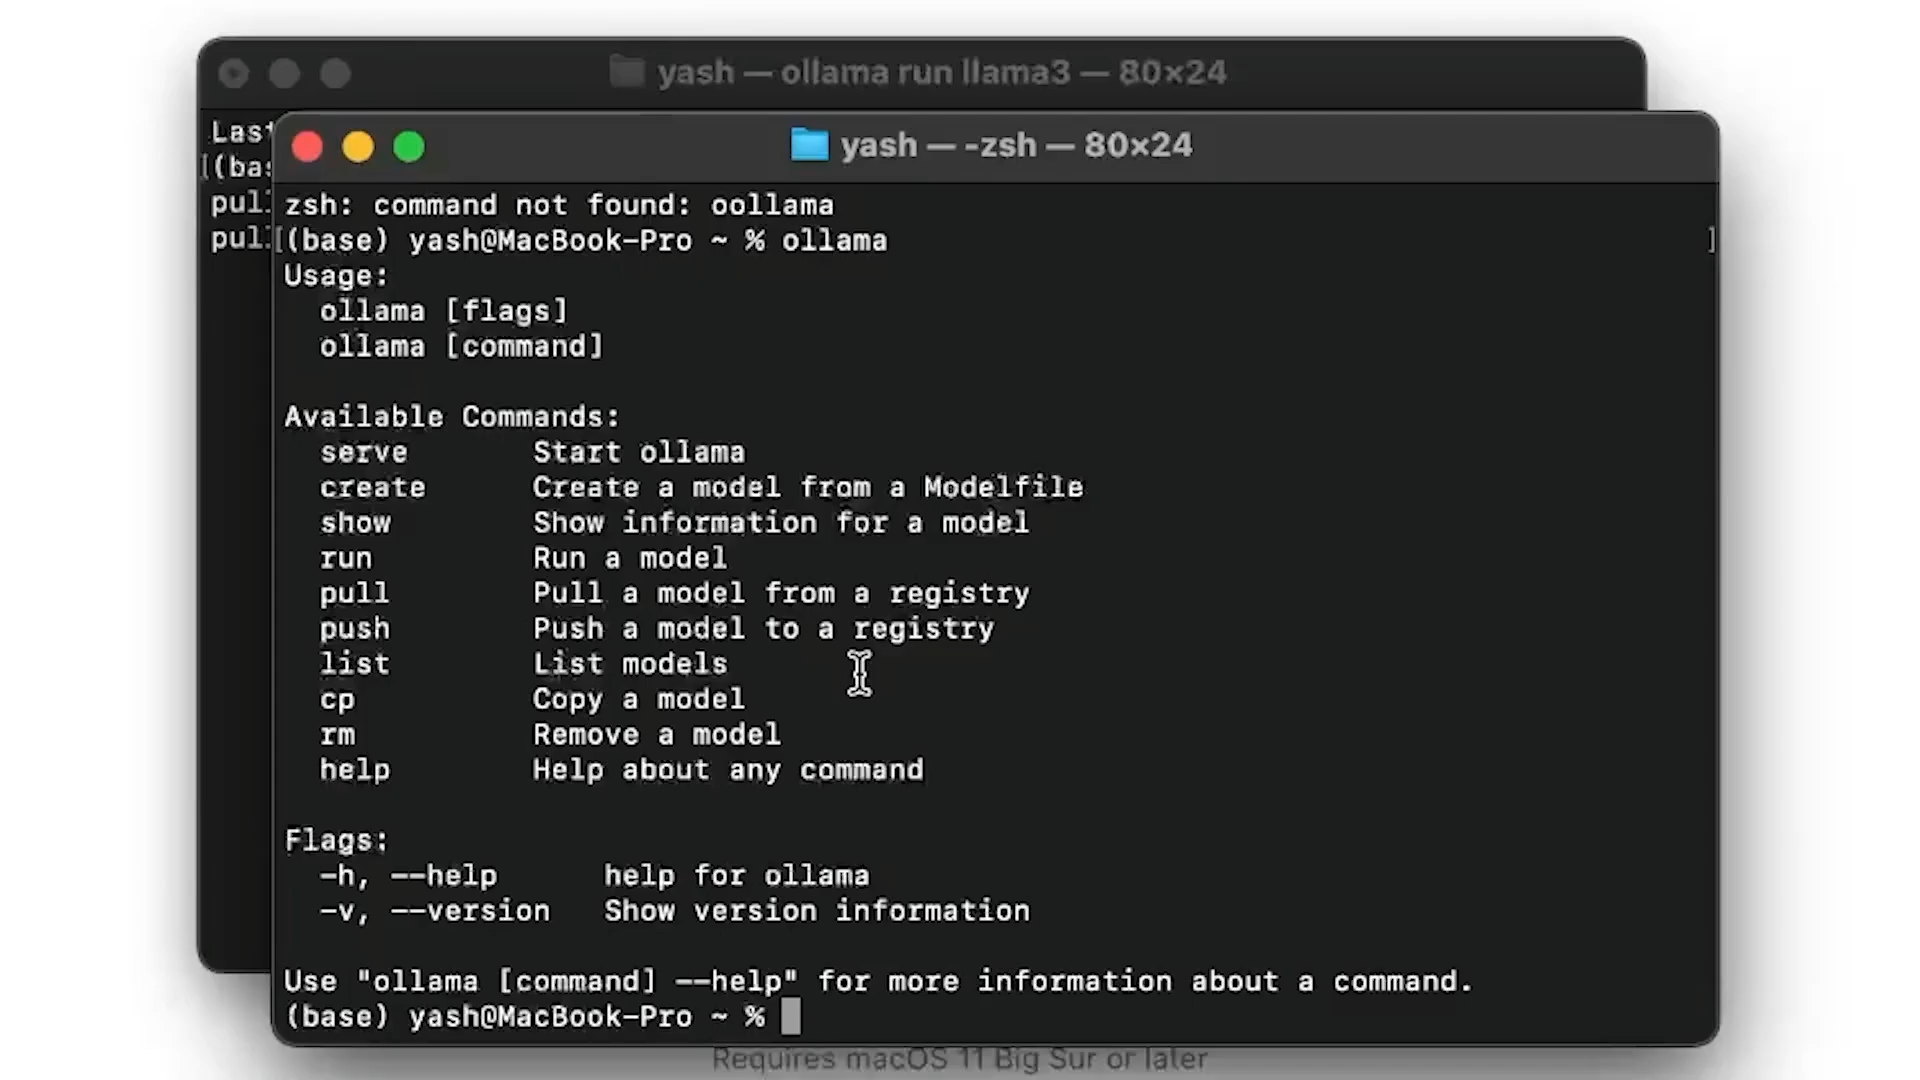 yash — ollama run llama3 — 80×24
Last
[(bas
pull
pull
yash — -zsh — 80×24
zsh: command not found: oollama
[(base) yash@MacBook-Pro ~ % ollama ]
Usage:
  ollama [flags]
  ollama [command]
Available Commands:
  serve       Start ollama
  create      Create a model from a Modelfile
  show        Show information for a model
  run         Run a model
  pull        Pull a model from a registry
  push        Push a model to a registry
  list        List models
  cp          Copy a model
  rm          Remove a model
  help        Help about any command
Flags:
  -h, --help      help for ollama
  -v, --version   Show version information
Use "ollama [command] --help" for more information about a command.
(base) yash@MacBook-Pro ~ %
Requires macOS 11 Big Sur or later